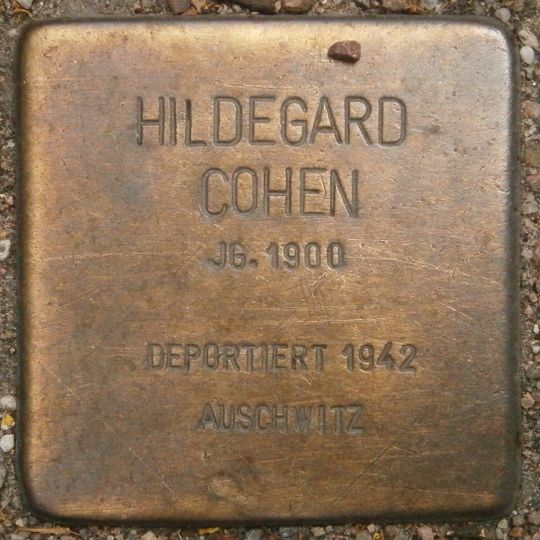 HILDEGARD
COHEN
JG. 1900
DEPORTIERT 1942
AUSCHWITZ